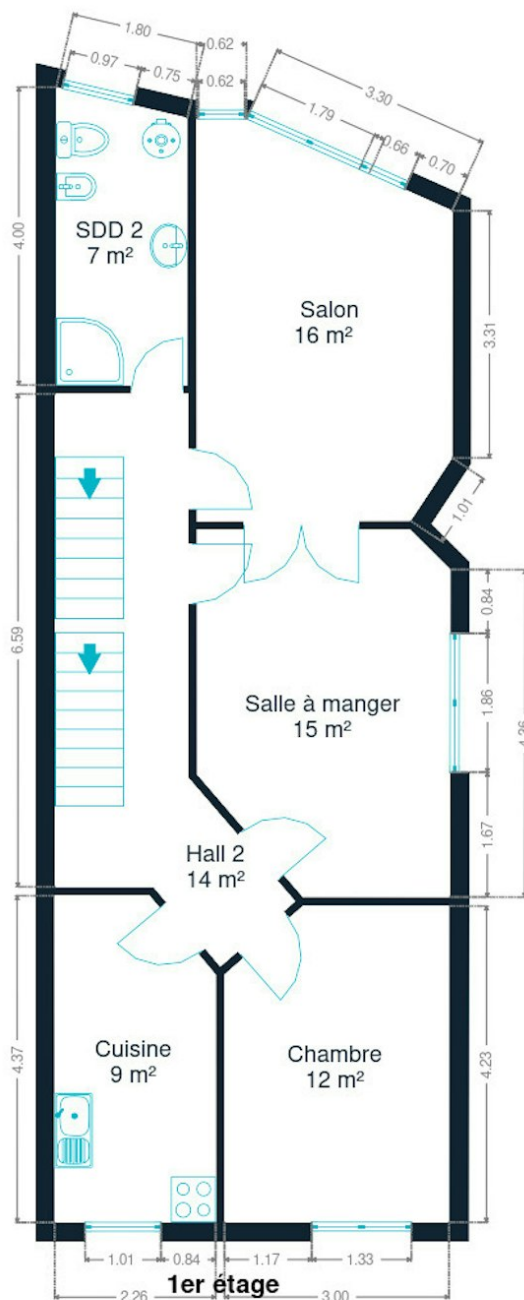 1.80
0.62
0.97
0.75
0.62
3.30
1.79
0.66
0.70
4.00
SDD 2
7 m²
Salon
16 m²
3.31
1.01
6.59
0.84
1.86
4.26
Salle à manger
15 m²
1.67
Hall 2
14 m²
4.37
Cuisine
9 m²
Chambre
12 m²
4.23
1.01
0.84
1.17
1.33
2.26
1er étage
3.00